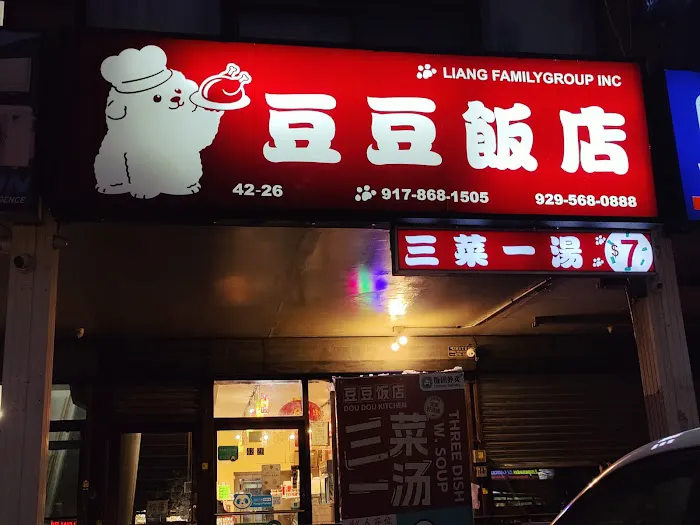 LIANG FAMILYGROUP INC
豆豆飯店
42-26
917-868-1505
929-568-0888
三菜一湯 $7
豆豆饭店
DOU DOU KITCHEN
三菜一汤
THREE DISH
W. SOUP